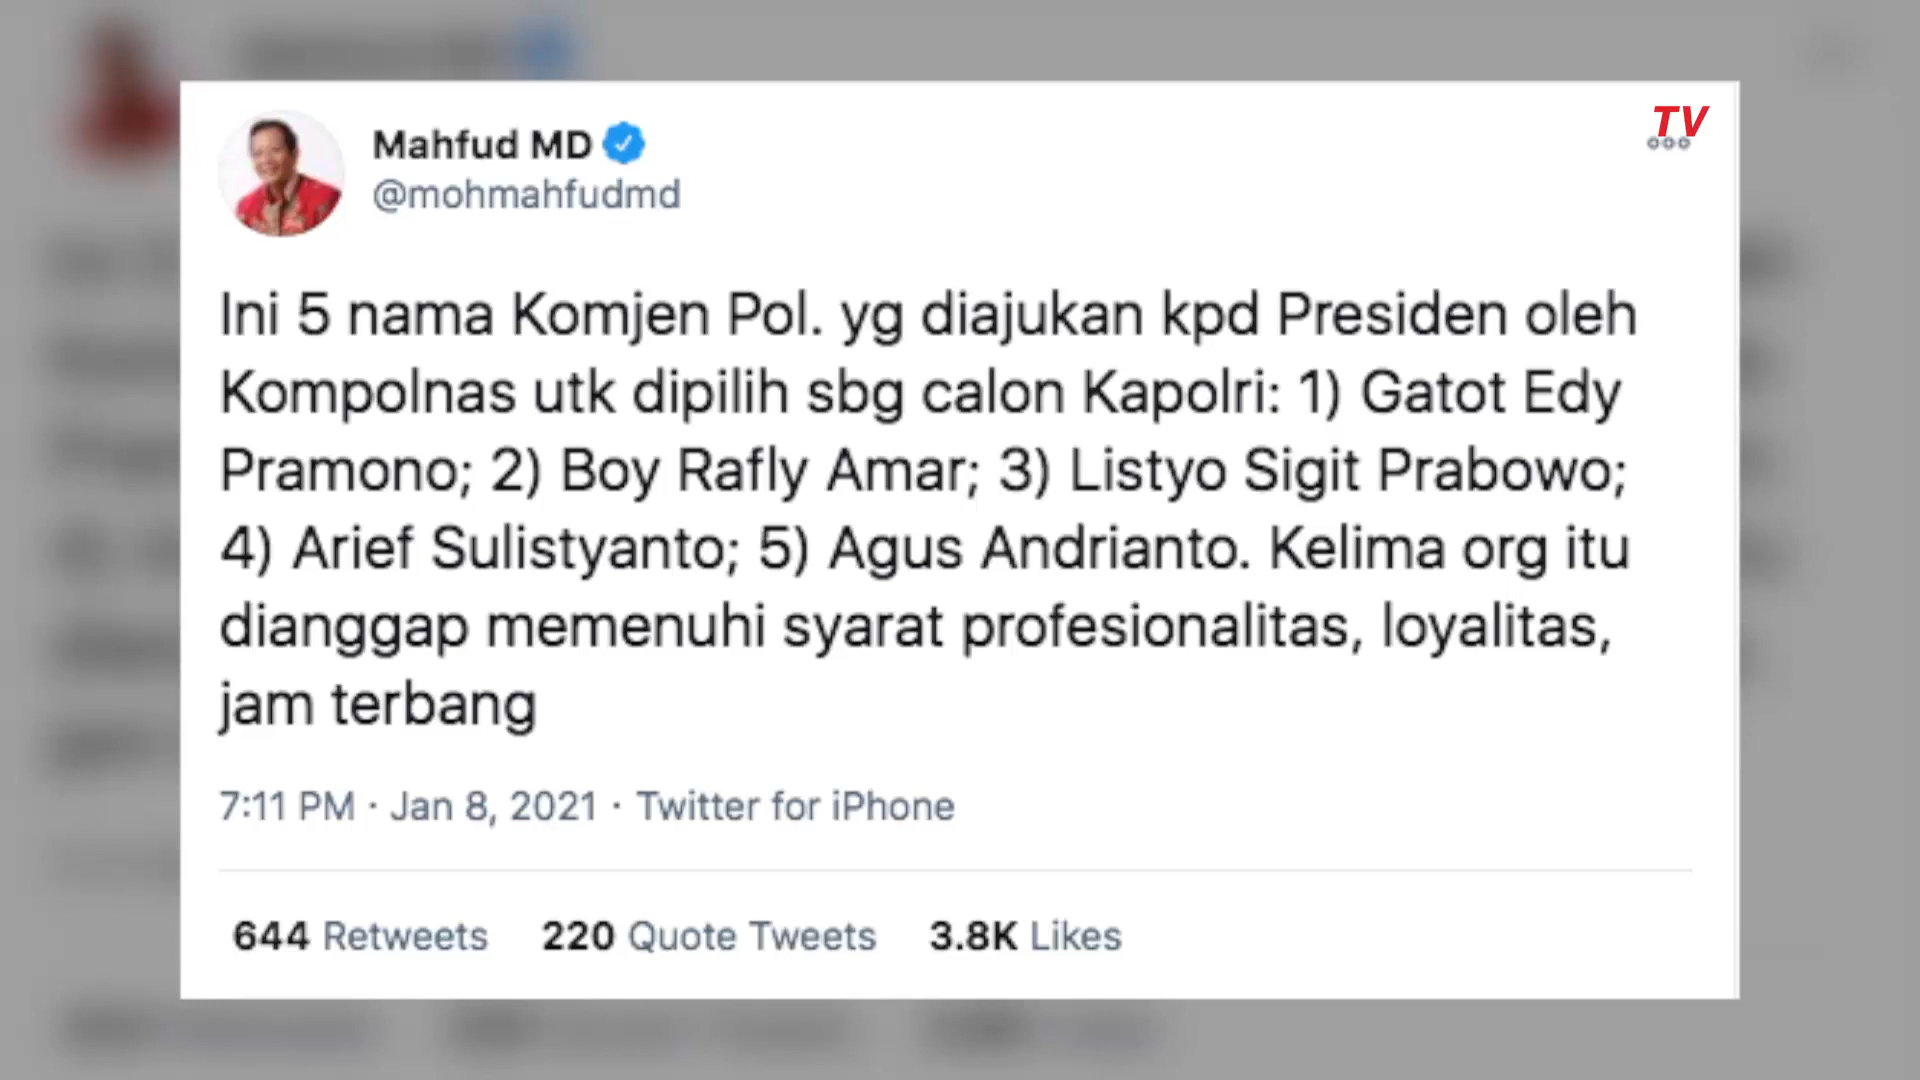 TV
Mahfud MD
@mohmahfudmd
Ini 5 nama Komjen Pol. yg diajukan kpd Presiden oleh
Kompolnas utk dipilih sbg calon Kapolri: 1) Gatot Edy
Pramono; 2) Boy Rafly Amar; 3) Listyo Sigit Prabowo;
4) Arief Sulistyanto; 5) Agus Andrianto. Kelima org itu
dianggap memenuhi syarat profesionalitas, loyalitas,
jam terbang
7:11 PM · Jan 8, 2021 · Twitter for iPhone
644 Retweets 220 Quote Tweets 3.8K Likes